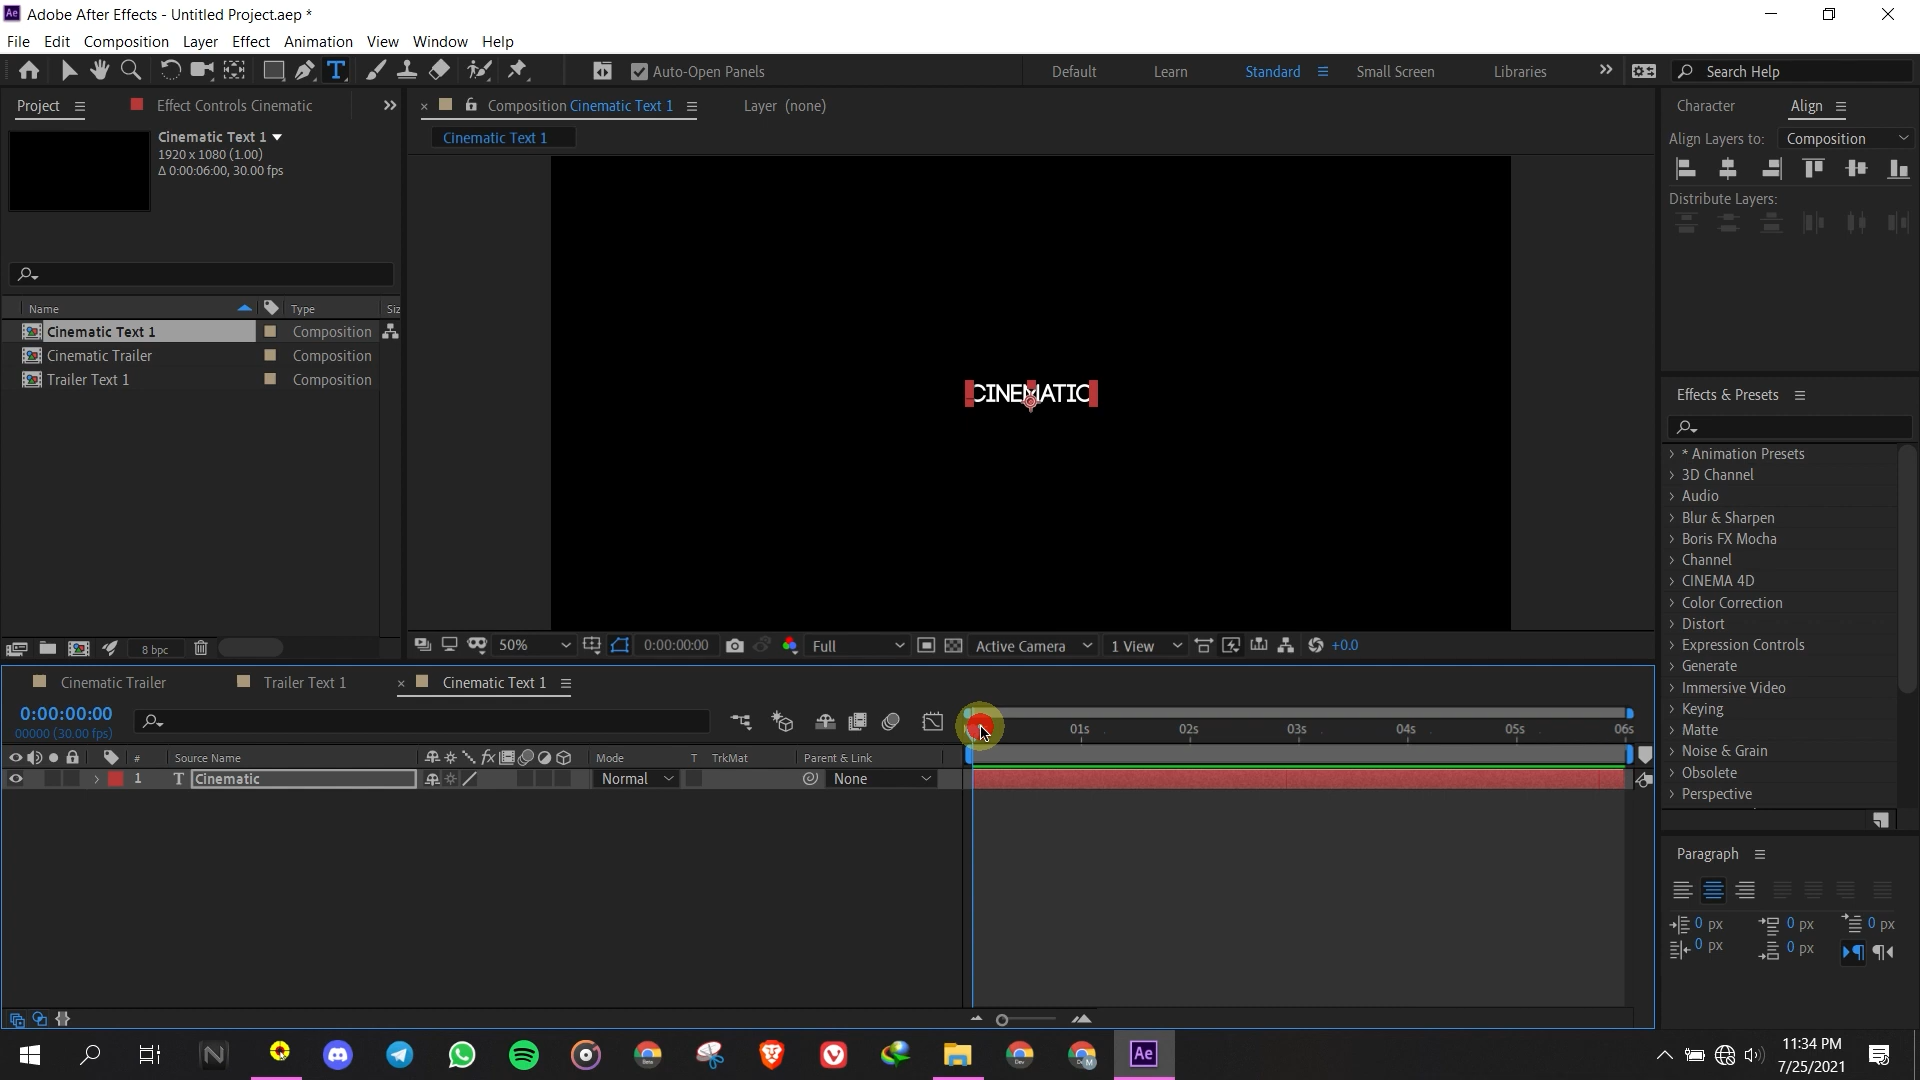 Adobe After Effects - Untitled Project.aep *
File Edit Composition Layer Effect Animation View Window Help
Auto-Open Panels
Default Learn Standard Small Screen Libraries
Search Help
Project
Effect Controls Cinematic
Cinematic Text 1
1920 x 1080 (1.00)
Δ 0:00:06:00, 30.00 fps
Name Type Siz
Cinematic Text 1 Composition
Cinematic Trailer Composition
Trailer Text 1 Composition
8 bpc
Composition Cinematic Text 1
Layer (none)
Cinematic Text 1
CINEMATIC
50% 0:00:00:00 Full Active Camera 1 View +0.0
Character Align
Align Layers to: Composition
Distribute Layers:
Effects & Presets
* Animation Presets
3D Channel
Audio
Blur & Sharpen
Boris FX Mocha
Channel
CINEMA 4D
Color Correction
Distort
Expression Controls
Generate
Immersive Video
Keying
Matte
Noise & Grain
Obsolete
Perspective
Paragraph
0 px 0 px 0 px
0 px 0 px
Cinematic Trailer Trailer Text 1 Cinematic Text 1
0:00:00:00
00000 (30.00 fps)
01s 02s 03s 04s 05s 06s
# Source Name fx Mode T TrkMat Parent & Link
1 T Cinematic Normal None
Ae
11:34 PM
7/25/2021